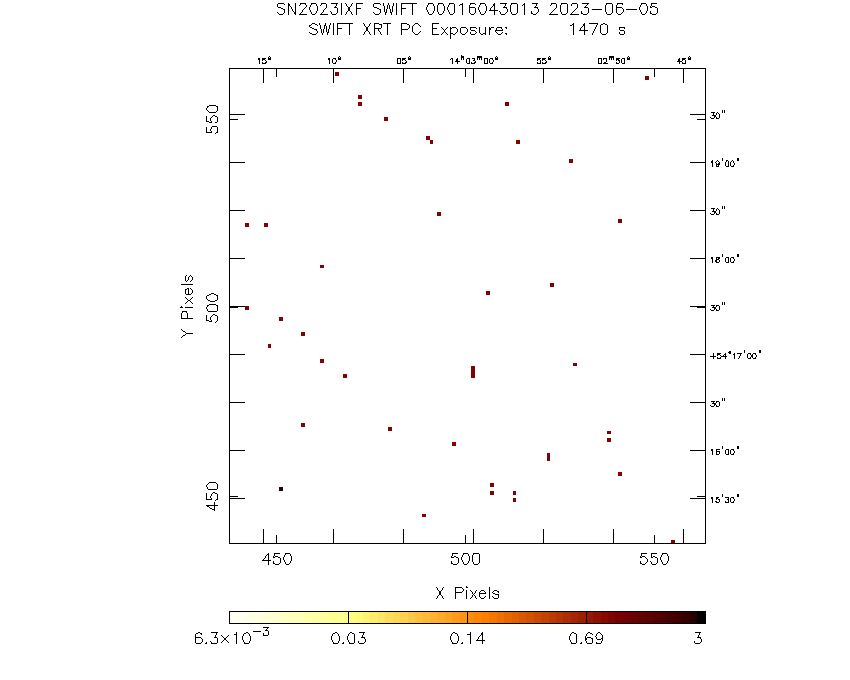 SN2023IXF SWIFT 00016043013 2023-06-05
SWIFT XRT PC Exposure: 1470 s
15ˢ 10ˢ 05ˢ 14ʰ03ᵐ00ˢ 55ˢ 02ᵐ50ˢ 45ˢ
550
30"
19'00"
30"
18'00"
500
30"
+54°17'00"
30"
16'00"
450
15'30"
Y Pixels
450 500 550
X Pixels
6.3×10⁻³ 0.03 0.14 0.69 3